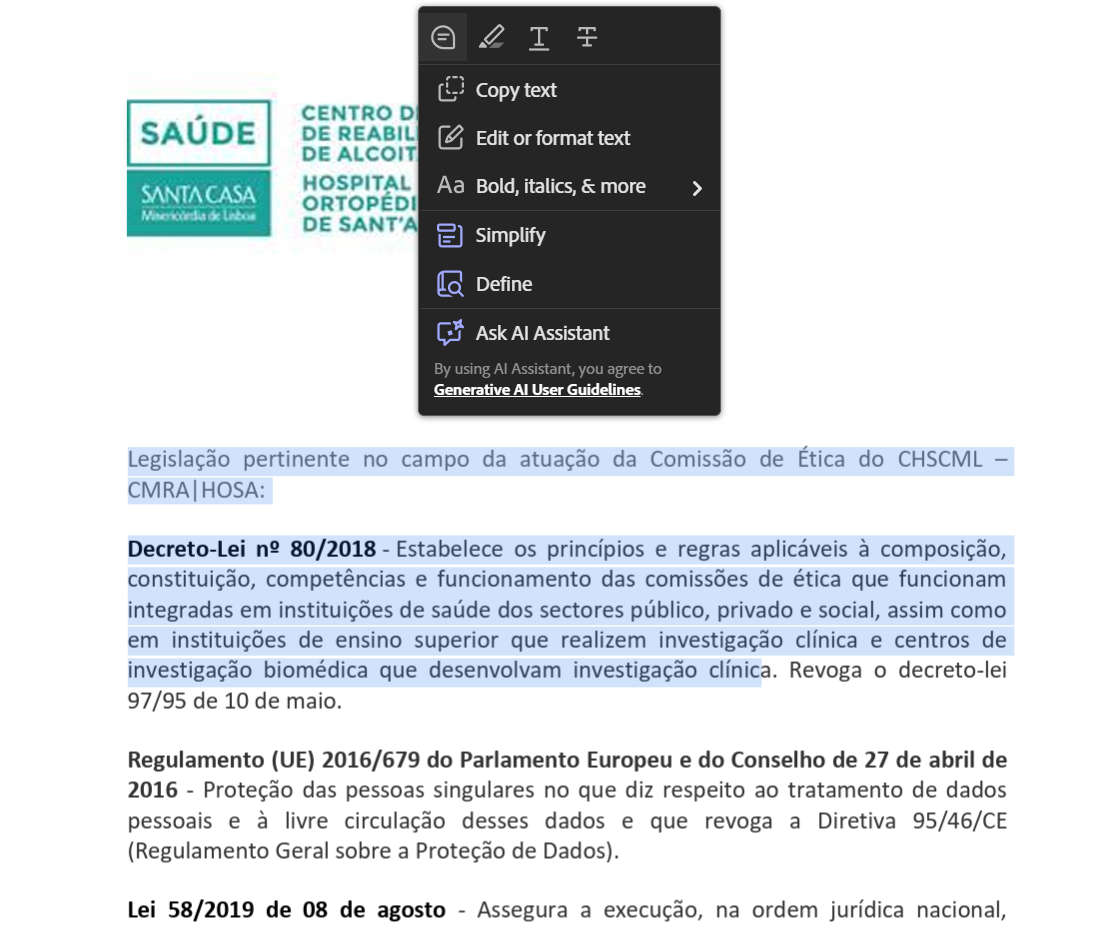 SAÚDE
SANTA CASA
Misericórdia de Lisboa
CENTRO
DE
DE ALCOIT
HOSPITAL
DE SANT'A
Copy text
Edit or format text
Aa Bold, italics, & more
Simplify
Define
Ask AI Assistant
By using AI Assistant, you agree to
Generative AI User Guidelines.
Legislação pertinente no campo da atuação da Comissão de Ética do CHSCML –
CMRA|HOSA:
Decreto-Lei nº 80/2018 - Estabelece os princípios e regras aplicáveis à composição,
constituição, competências e funcionamento das comissões de ética que funcionam
integradas em instituições de saúde dos sectores público, privado e social, assim como
em instituições de ensino superior que realizem investigação clínica e centros de
investigação biomédica que desenvolvam investigação clínica. Revoga o decreto-lei
97/95 de 10 de maio.
Regulamento (UE) 2016/679 do Parlamento Europeu e do Conselho de 27 de abril de
2016 - Proteção das pessoas singulares no que diz respeito ao tratamento de dados
pessoais e à livre circulação desses dados e que revoga a Diretiva 95/46/CE
(Regulamento Geral sobre a Proteção de Dados).
Lei 58/2019 de 08 de agosto - Assegura a execução, na ordem jurídica nacional,